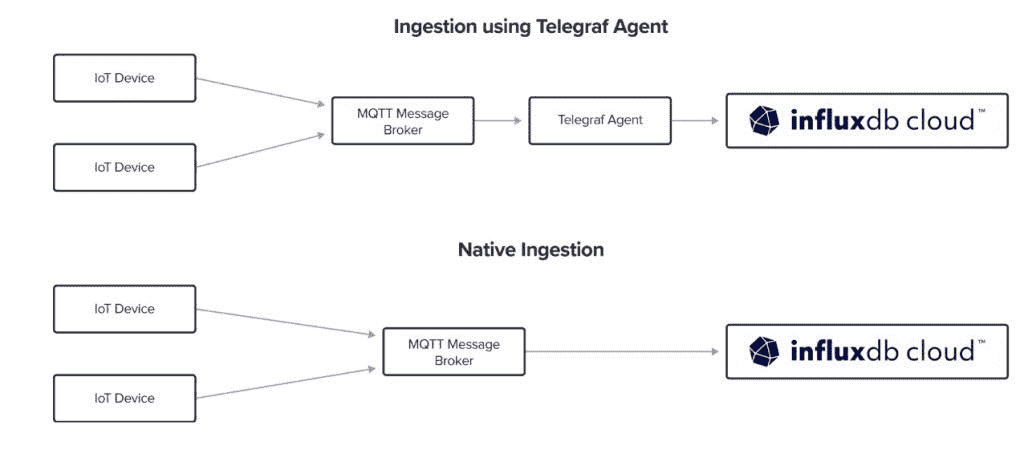 Ingestion using Telegraf Agent
IoT Device
MQTT Message
Broker
Telegraf Agent
influxdb cloud™
IoT Device
Native Ingestion
IoT Device
MQTT Message
Broker
influxdb cloud™
IoT Device